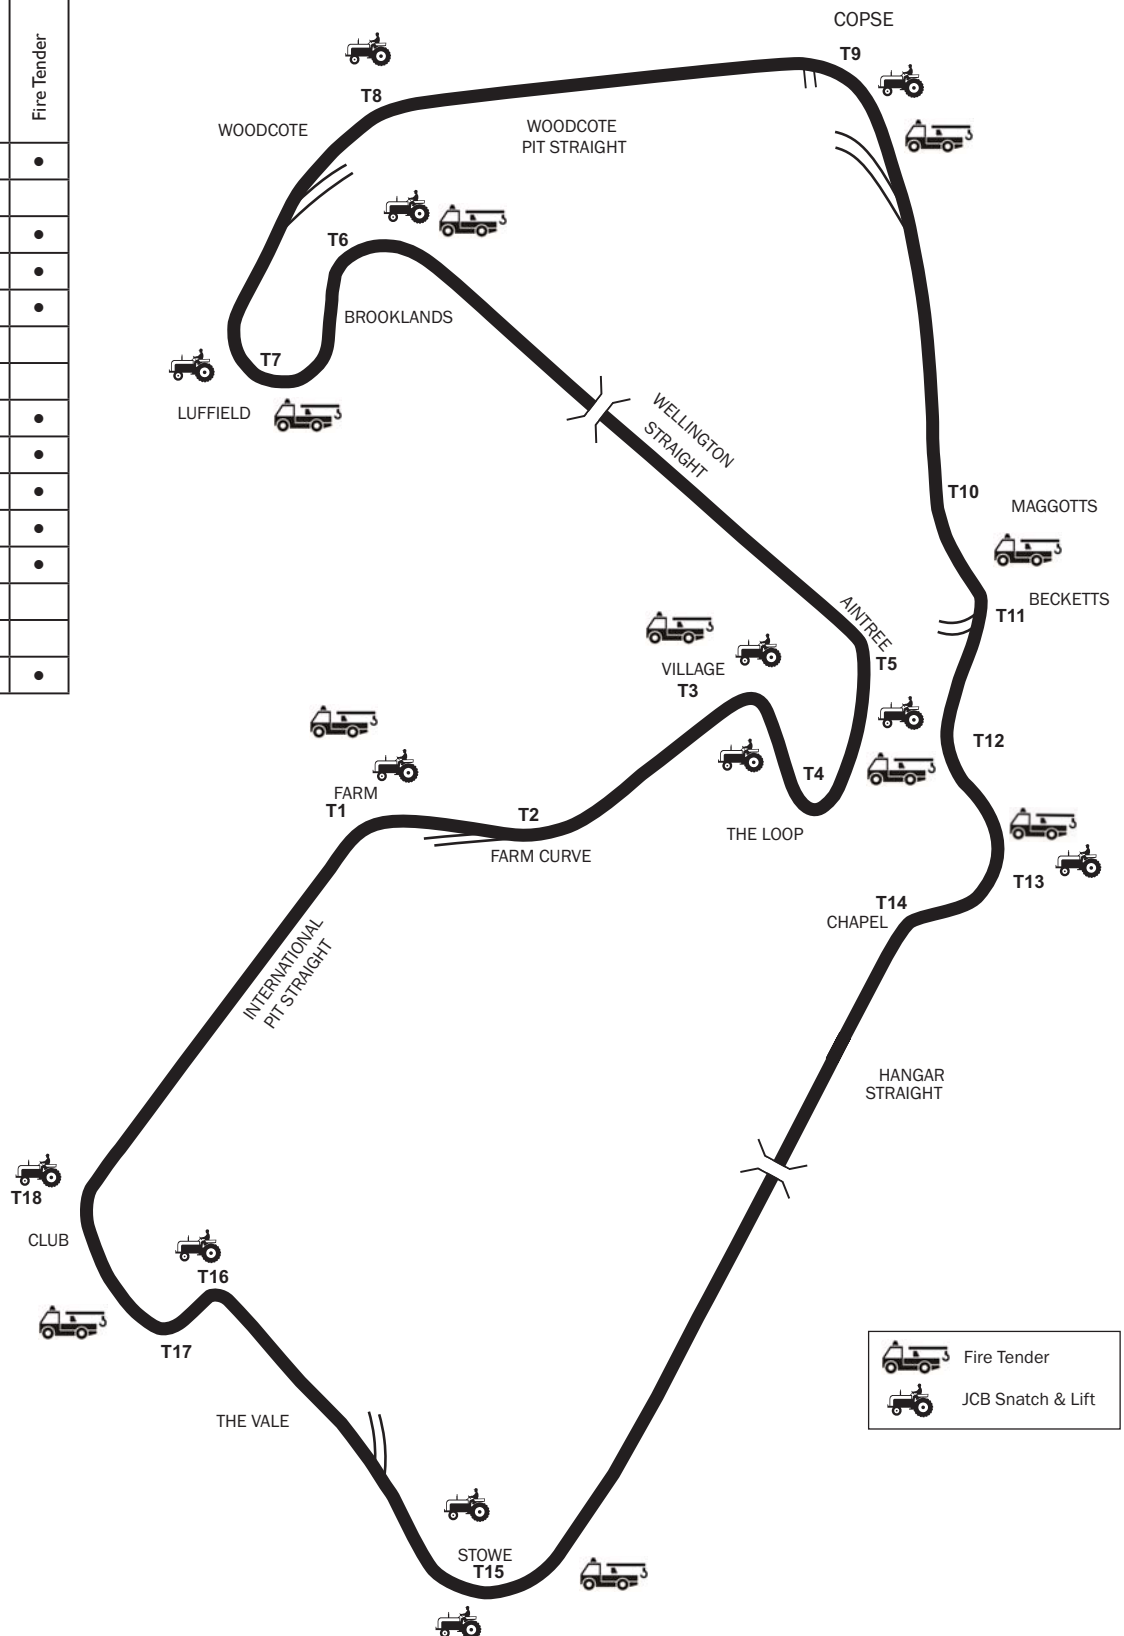 Fire Tender
●
●
●
●
●
●
●
●
●
●
COPSE
T9
T8
WOODCOTE
WOODCOTE
PIT STRAIGHT
T6
BROOKLANDS
T7
LUFFIELD
WELLINGTON
STRAIGHT
T10
MAGGOTTS
BECKETTS
T11
AINTREE
T5
VILLAGE
T3
T12
T4
FARM
T1
T2
THE LOOP
FARM CURVE
T13
T14
CHAPEL
INTERNATIONAL
PIT STRAIGHT
HANGAR
STRAIGHT
T18
CLUB
T16
T17
THE VALE
Fire Tender
JCB Snatch & Lift
STOWE
T15